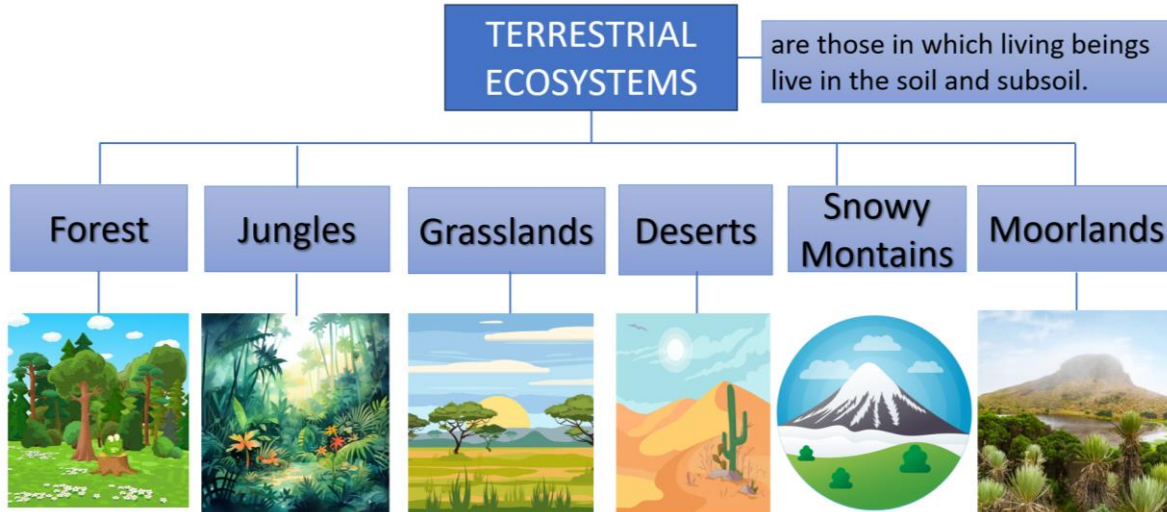 TERRESTRIAL
ECOSYSTEMS
are those in which living beings
live in the soil and subsoil.
Forest
Jungles
Grasslands
Deserts
Snowy
Montains
Moorlands